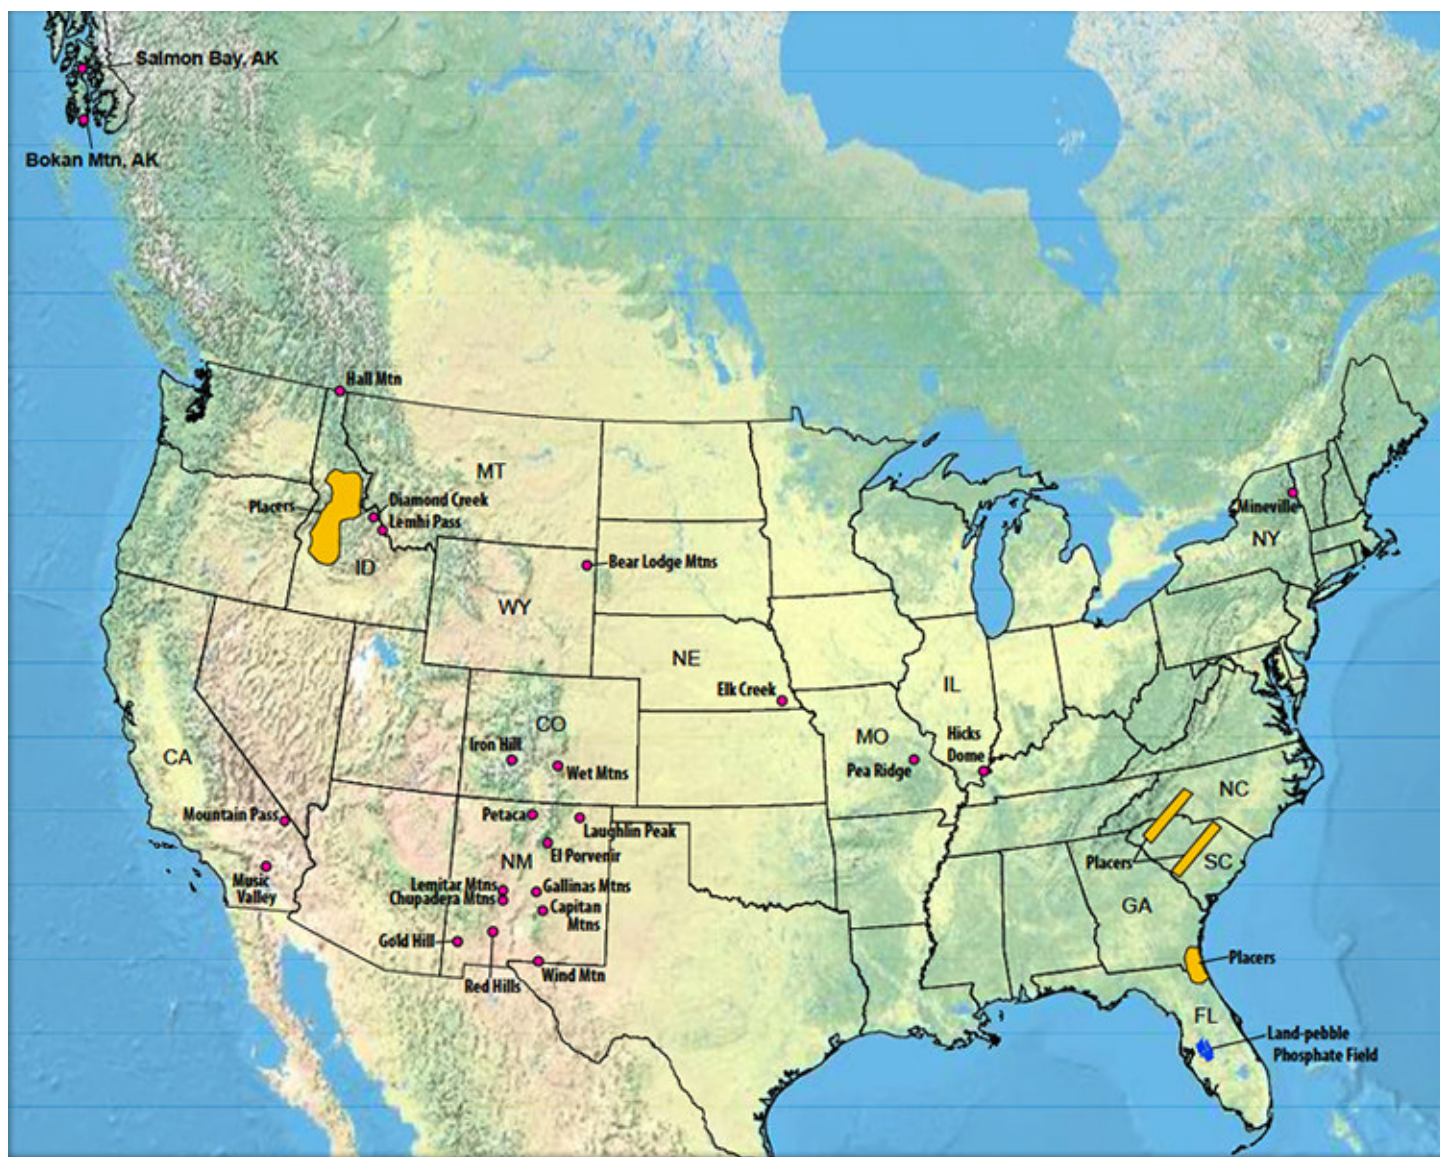 Salmon Bay, AK
Bokan Mtn, AK
Hall Mtn
MT
Placers
Diamond Creek
Lemhi Pass
ID
Bear Lodge Mtns
WY
Mineville
NY
NE
Elk Creek
IL
CO
Iron Hill
Wet Mtns
MO
Pea Ridge
Hicks
Dome
CA
NC
Mountain Pass
Petaca
Laughlin Peak
El Porvenir
NM
Placers
SC
Music
Valley
Lemitar Mtns
Chupadera Mtns
Gallinas Mtns
Capitan
Mtns
GA
Gold Hill
Red Hills
Wind Mtn
Placers
FL
Land-pebble
Phosphate Field